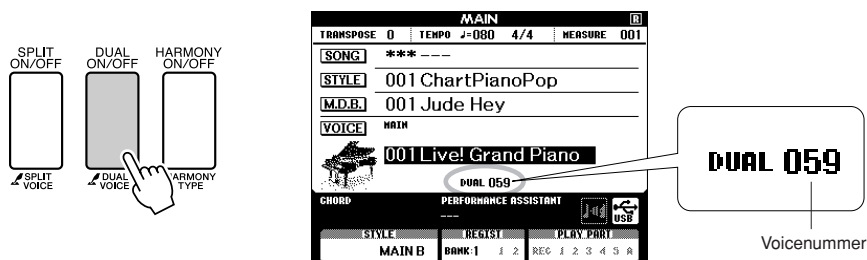 SPLIT ON/OFF
DUAL ON/OFF
HARMONY ON/OFF
SPLIT VOICE
DUAL VOICE
ARMONY TYPE
MAIN R
TRANSPOSE 0 TEMPO ♩=080 4/4 MEASURE 001
SONG *** ---
STYLE 001 ChartPianoPop
M.D.B. 001 Jude Hey
VOICE MAIN
001 Live! Grand Piano
DUAL 059
CHORD PERFORMANCE ASSISTANT
---
USB
STYLE REGIST PLAY PART
MAIN B BANK:1 1 2 REC 1 2 3 4 5 A
DUAL 059
Voicenummer